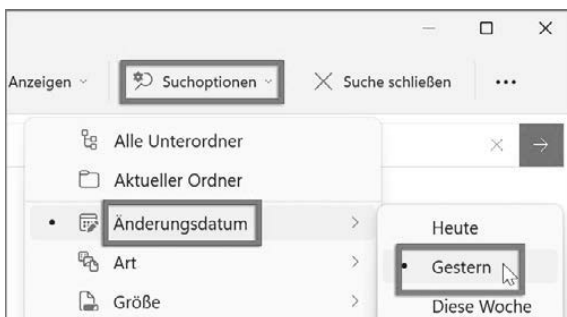 Anzeigen Suchoptionen Suche schließen ...
Alle Unterordner
Aktueller Ordner
Änderungsdatum
Heute
Art
Gestern
Größe
Diese Woche